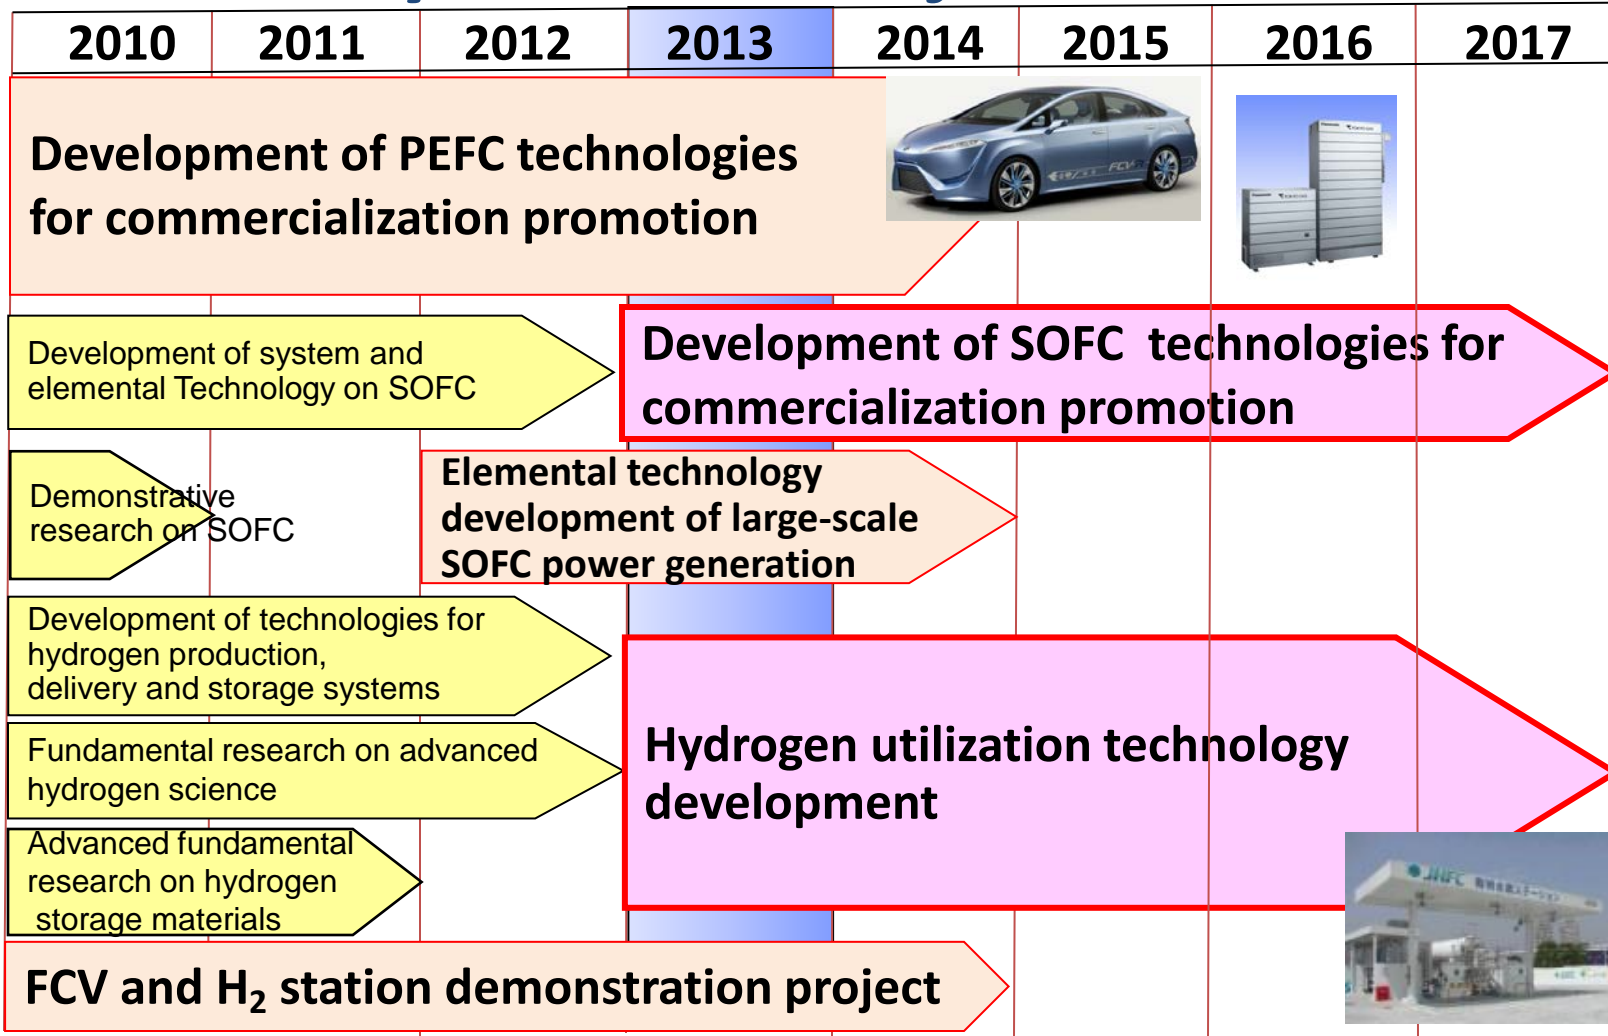 2010 2011 2012 2013 2014 2015 2016 2017
Development of PEFC technologies
for commercialization promotion
FCV-R
Development of system and
elemental Technology on SOFC
Development of SOFC technologies for
commercialization promotion
Demonstrative
research on SOFC
Elemental technology
development of large-scale
SOFC power generation
Development of technologies for
hydrogen production,
delivery and storage systems
Fundamental research on advanced
hydrogen science
Hydrogen utilization technology
development
Advanced fundamental
research on hydrogen
storage materials
JHFC
FCV and H₂ station demonstration project